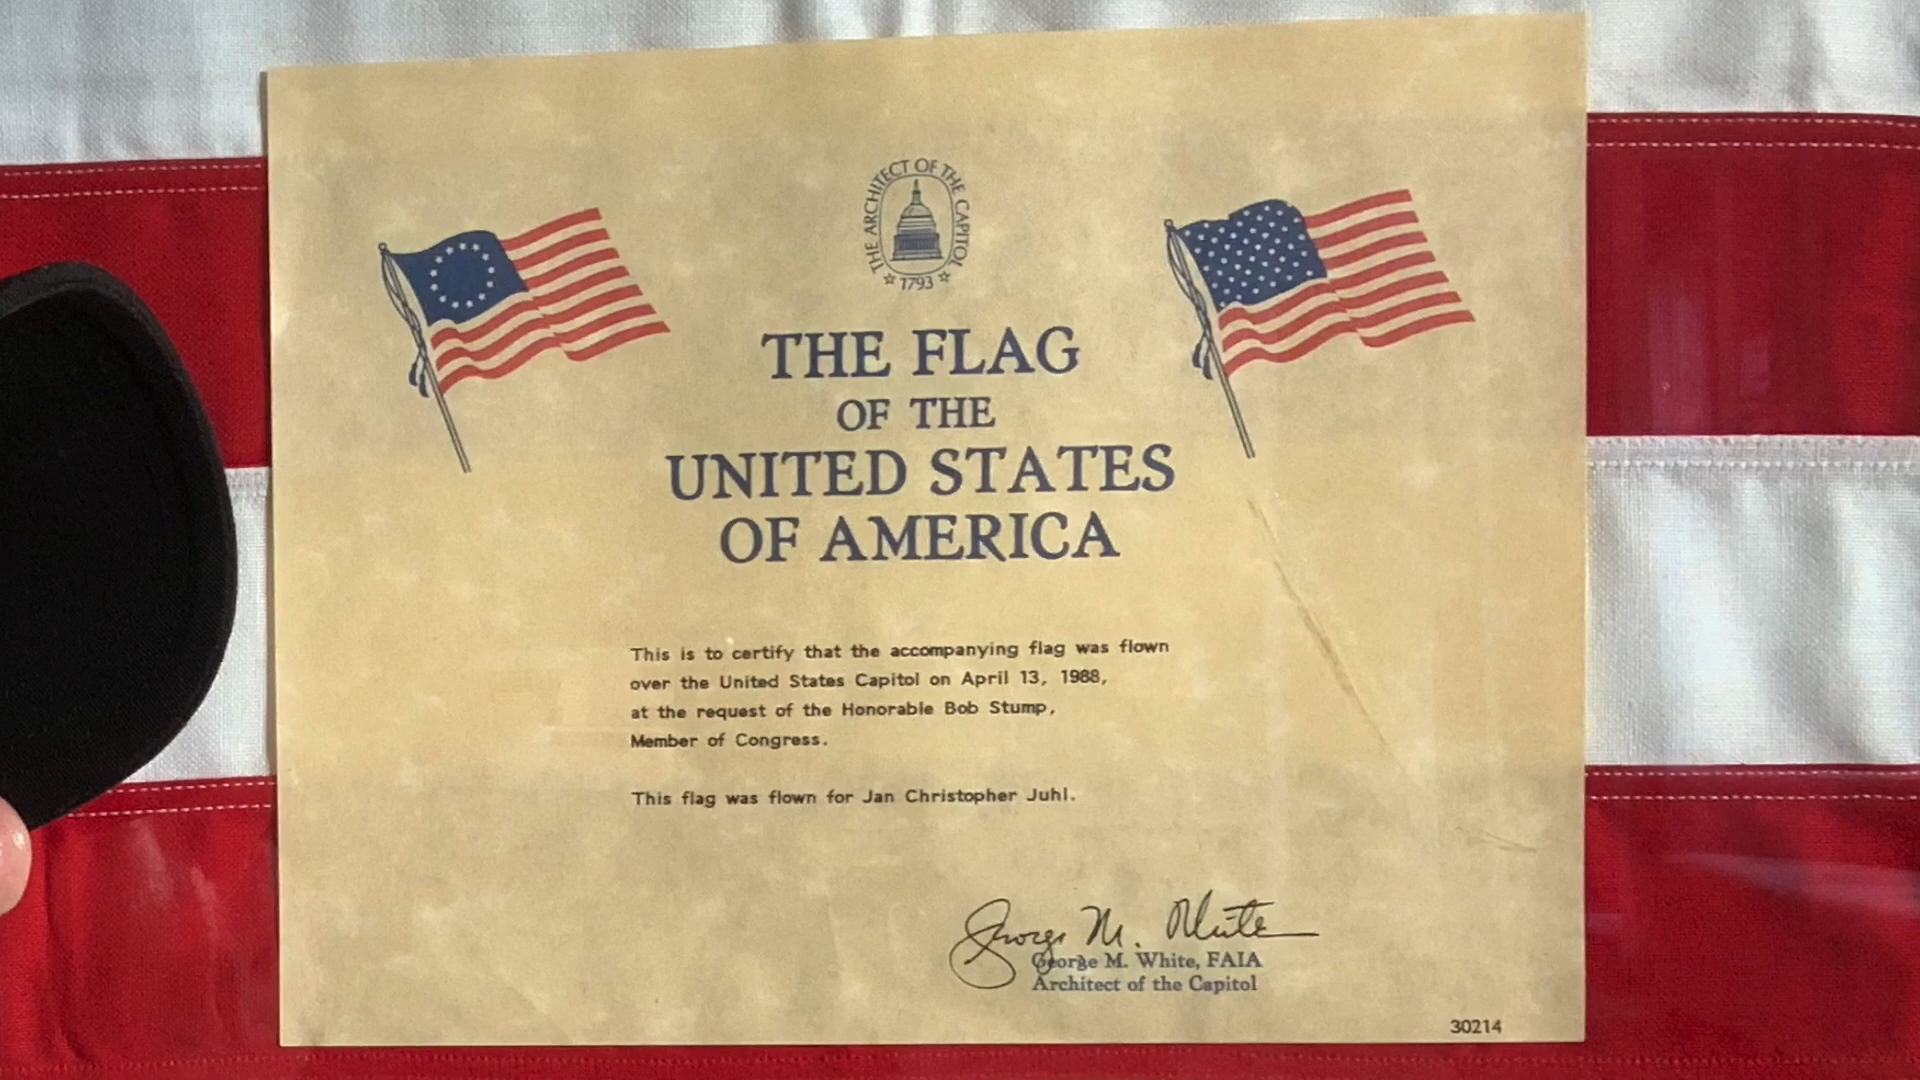 THE ARCHITECT OF THE CAPITOL
1793
THE FLAG
OF THE
UNITED STATES
OF AMERICA
This is to certify that the accompanying flag was flown
over the United States Capitol on April 13, 1988,
at the request of the Honorable Bob Stump,
Member of Congress.
This flag was flown for Jan Christopher Juhl.
George M. White
George M. White, FAIA
Architect of the Capitol
30214